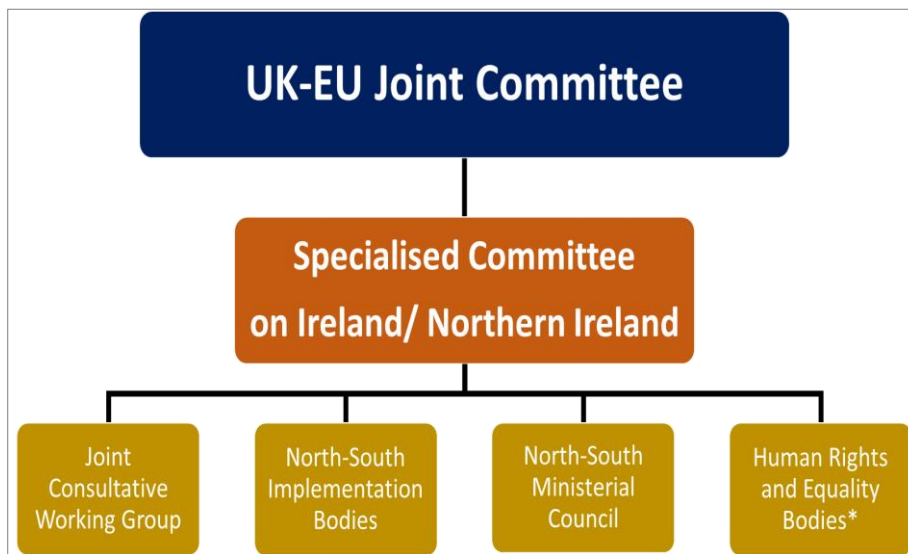 UK-EU Joint Committee
Specialised Committee
on Ireland/ Northern Ireland
Joint
Consultative
Working Group
North-South
Implementation
Bodies
North-South
Ministerial
Council
Human Rights
and Equality
Bodies*